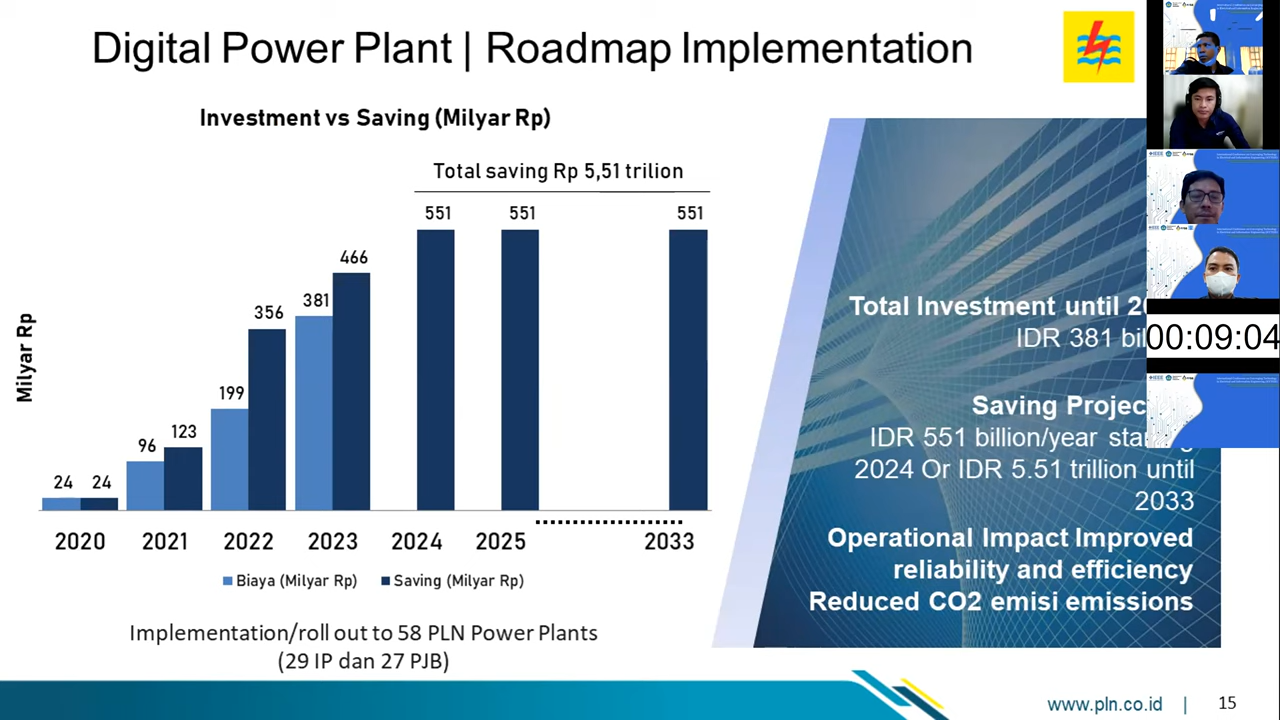 Digital Power Plant | Roadmap Implementation
Investment vs Saving (Milyar Rp)
Total saving Rp 5,51 trilion
551
551
551
466
381
356
199
123
96
24
24
Milyar Rp
2020
2021
2022
2023
2024
2025
2033
Biaya (Milyar Rp)
Saving (Milyar Rp)
Implementation/roll out to 58 PLN Power Plants
(29 IP dan 27 PJB)
Total Investment until
IDR 381
Saving
IDR 551 billion/year
2024 Or IDR 5.51 trillion until
2033
Operational Impact Improved
reliability and efficiency
Reduced CO2 emisi emissions
00:09:04
www.pln.co.id |
15